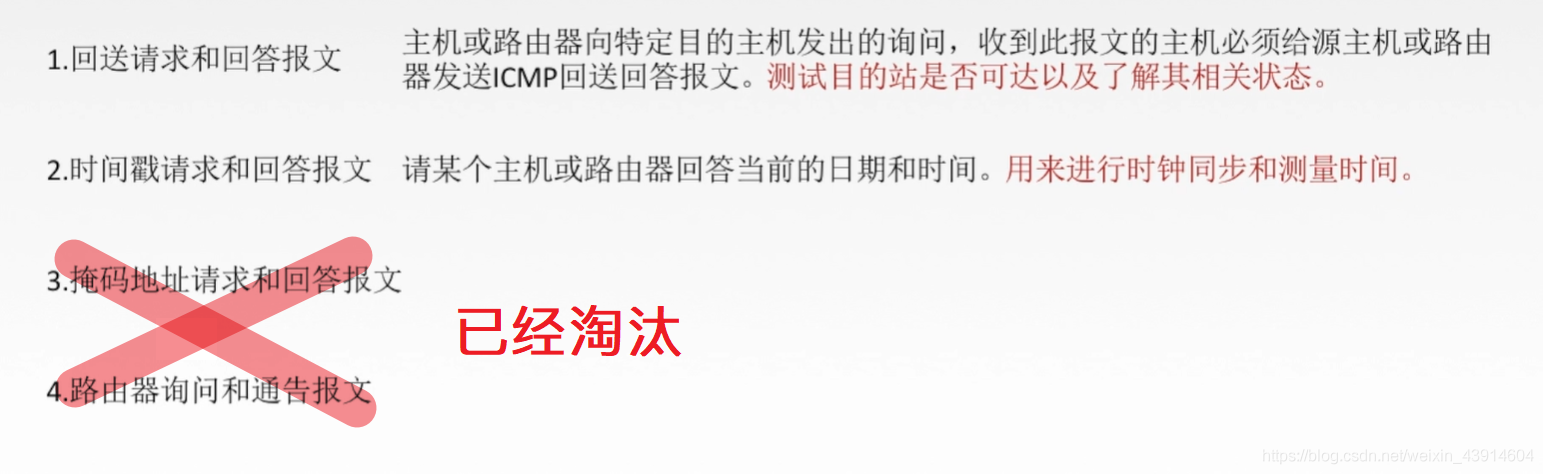 1.回送请求和回答报文
主机或路由器向特定目的主机发出的询问，收到此报文的主机必须给源主机或路由
器发送ICMP回送回答报文。测试目的站是否可达以及了解其相关状态。
2.时间戳请求和回答报文 请某个主机或路由器回答当前的日期和时间。用来进行时钟同步和测量时间。
3.掩码地址请求和回答报文
已经淘汰
4.路由器询问和通告报文
https://blog.csdn.net/weixin_43914604